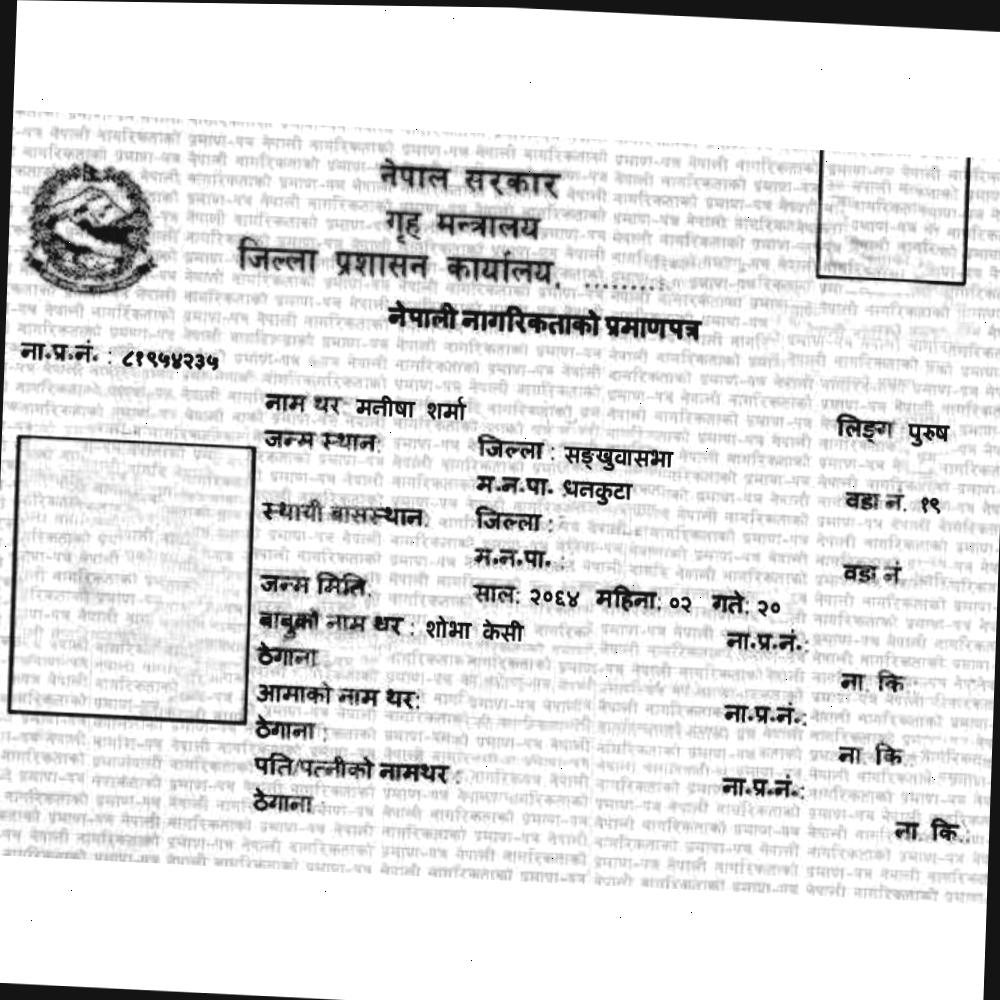 नेपाल सरकार
गृह मन्त्रालय
जिल्ला प्रशासन कार्यालय. .........
नेपाली नागरिकताको प्रमाणपत्र
ना.प्र.नं. : ८१९५४२३५
नाम थर मनीषा शर्मा लिङ्ग पुरुष
जन्म स्थान: जिल्ला : सङ्खुवासभा
म.न.पा. धनकुटा वडा नं. १९
स्थायी बासस्थान: जिल्ला :
म.न.पा. : वडा नं
जन्म मिति: साल: २०६४ महिना: ०२ गते: २०
बाबुको नाम थर : शोभा केसी ना.प्र.नं.:
ठेगाना ना. कि :
आमाको नाम थर: ना.प्र.नं.:
ठेगाना : ना. कि :
पति/पत्नीको नामथर : ना.प्र.नं.:
ठेगाना : ना. कि.: